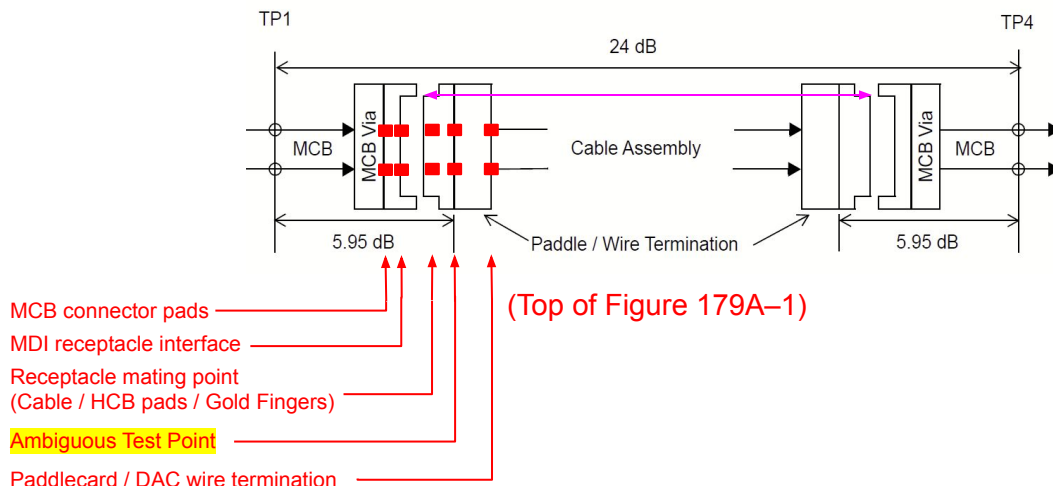 TP1
TP4
24 dB
MCB
MCB Via
Cable Assembly
MCB Via
MCB
5.95 dB
Paddle / Wire Termination
5.95 dB
(Top of Figure 179A–1)
MCB connector pads
MDI receptacle interface
Receptacle mating point
(Cable / HCB pads / Gold Fingers)
Ambiguous Test Point
Paddlecard / DAC wire termination